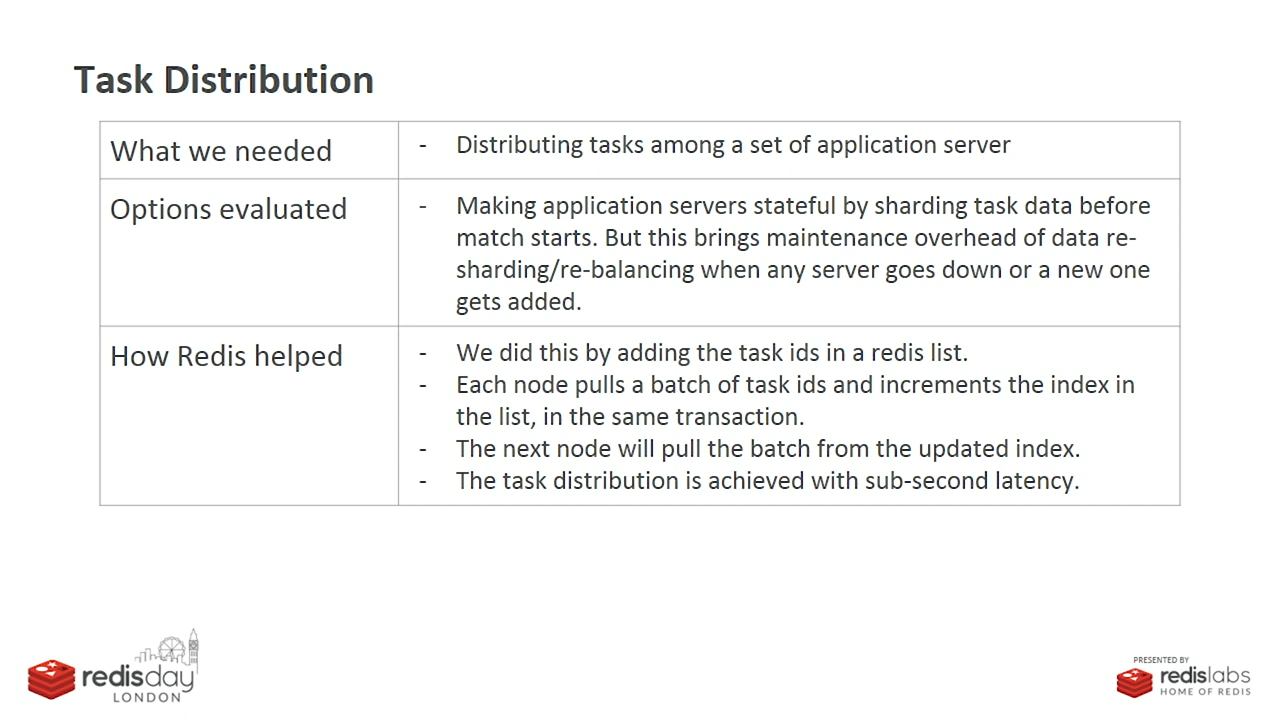 Task Distribution
What we needed
- Distributing tasks among a set of application server
Options evaluated
- Making application servers stateful by sharding task data before
match starts. But this brings maintenance overhead of data re-
sharding/re-balancing when any server goes down or a new one
gets added.
How Redis helped
- We did this by adding the task ids in a redis list.
- Each node pulls a batch of task ids and increments the index in
the list, in the same transaction.
- The next node will pull the batch from the updated index.
- The task distribution is achieved with sub-second latency.
redisday
LONDON
PRESENTED BY
redislabs
HOME OF REDIS